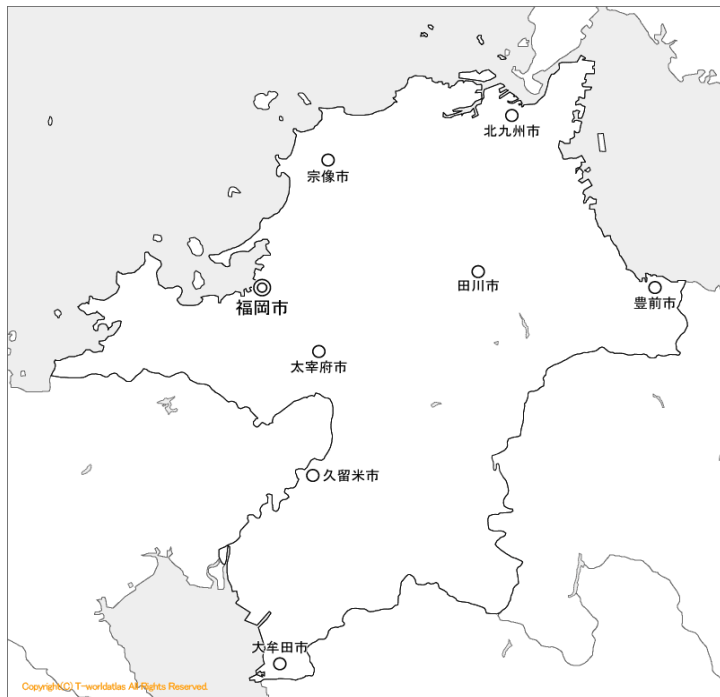 北九州市
宗像市
田川市
福岡市
豊前市
太宰府市
久留米市
大牟田市
Copyright(C) T-worldatlas All Rights Reserved.